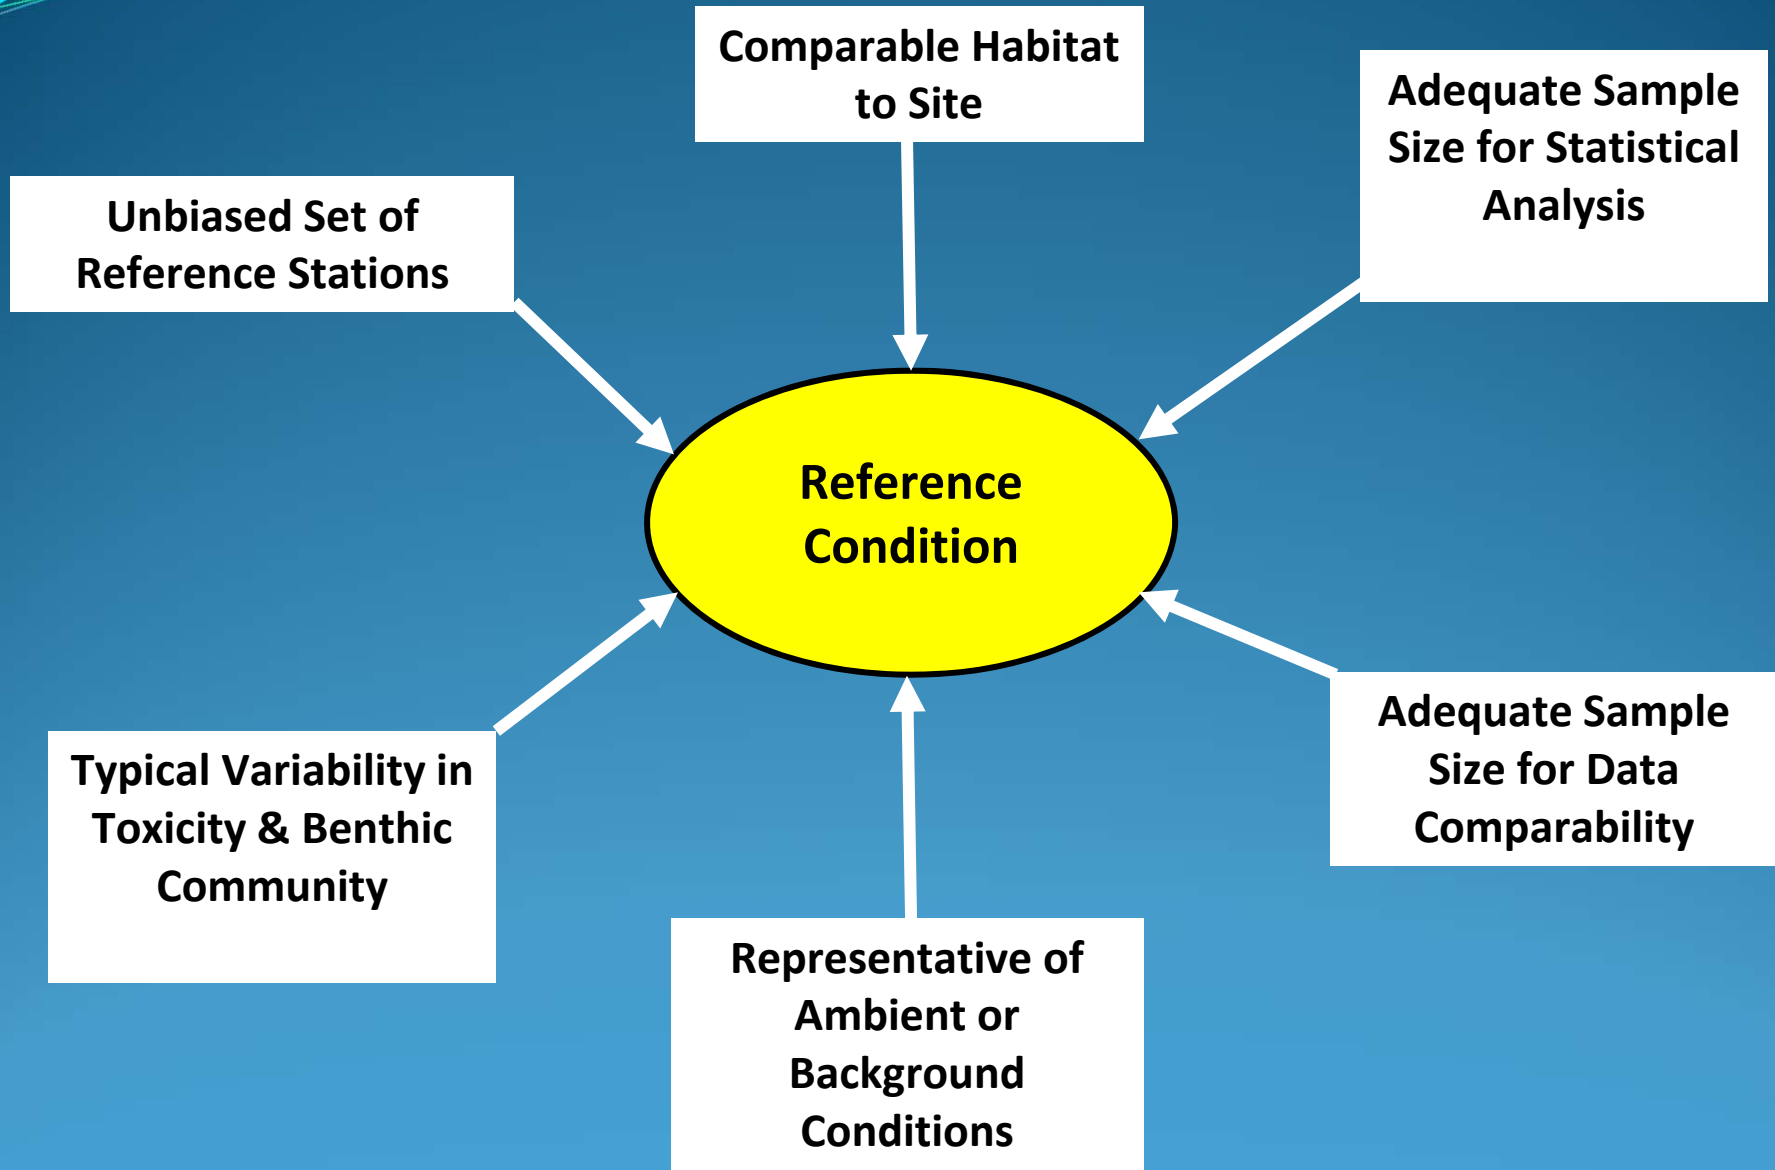 Comparable Habitat
to Site
Adequate Sample
Size for Statistical
Analysis
Unbiased Set of
Reference Stations
Reference
Condition
Typical Variability in
Toxicity & Benthic
Community
Adequate Sample
Size for Data
Comparability
Representative of
Ambient or
Background
Conditions